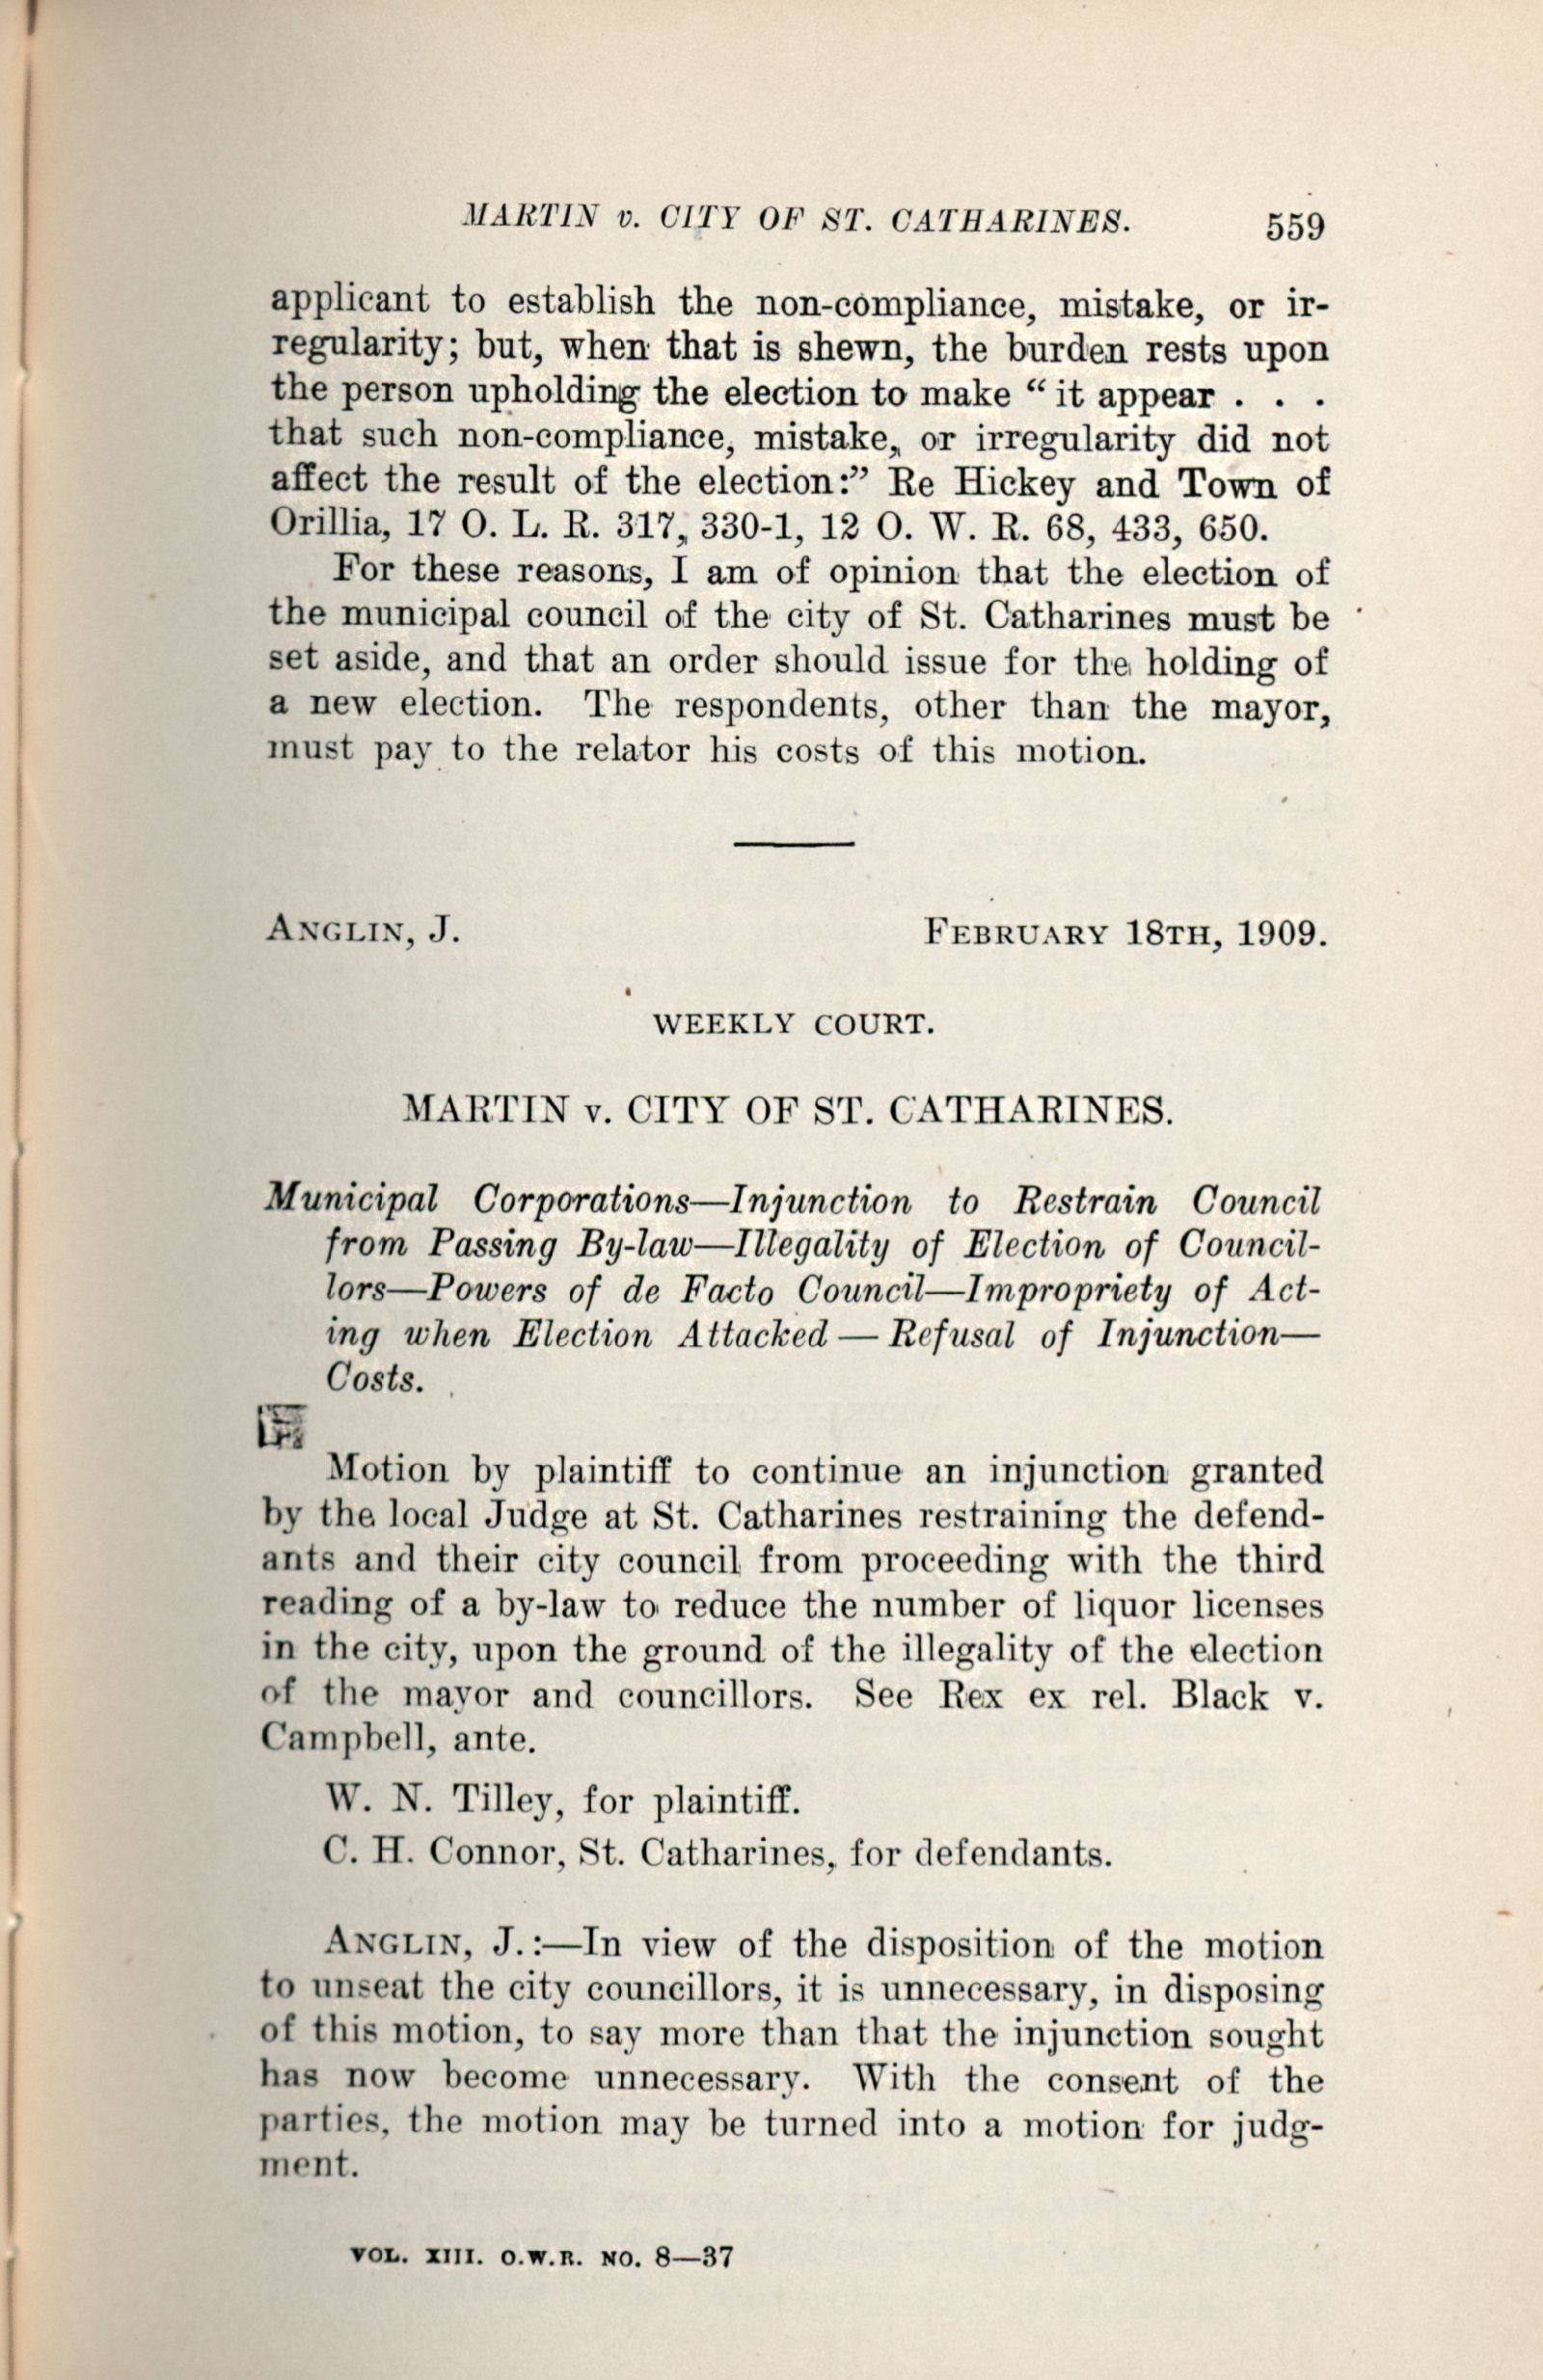 MARTIN v. CITY OF ST. CATHARINES. 559
applicant to establish the non-compliance, mistake, or ir-
regularity; but, when that is shewn, the burden rests upon
the person upholding the election to make “ it appear . . .
that such non-compliance, mistake, or irregularity did not
affect the result of the election:” Re Hickey and Town of
Orillia, 17 O. L. R. 317, 330-1, 12 O. W. R. 68, 433, 650.
For these reasons, I am of opinion that the election of
the municipal council of the city of St. Catharines must be
set aside, and that an order should issue for the holding of
a new election. The respondents, other than the mayor,
must pay to the relator his costs of this motion.
ANGLIN, J. FEBRUARY 18TH, 1909.
WEEKLY COURT.
MARTIN v. CITY OF ST. CATHARINES.
Municipal Corporations—Injunction to Restrain Council
from Passing By-law—Illegality of Election of Council-
lors—Powers of de Facto Council—Impropriety of Act-
ing when Election Attacked — Refusal of Injunction—
Costs.
Motion by plaintiff to continue an injunction granted
by the local Judge at St. Catharines restraining the defend-
ants and their city council from proceeding with the third
reading of a by-law to reduce the number of liquor licenses
in the city, upon the ground of the illegality of the election
of the mayor and councillors. See Rex ex rel. Black v.
Campbell, ante.
W. N. Tilley, for plaintiff.
C. H. Connor, St. Catharines, for defendants.
ANGLIN, J.:—In view of the disposition of the motion
to unseat the city councillors, it is unnecessary, in disposing
of this motion, to say more than that the injunction sought
has now become unnecessary. With the consent of the
parties, the motion may be turned into a motion for judg-
ment.
VOL. XIII. O.W.R. NO. 8—37